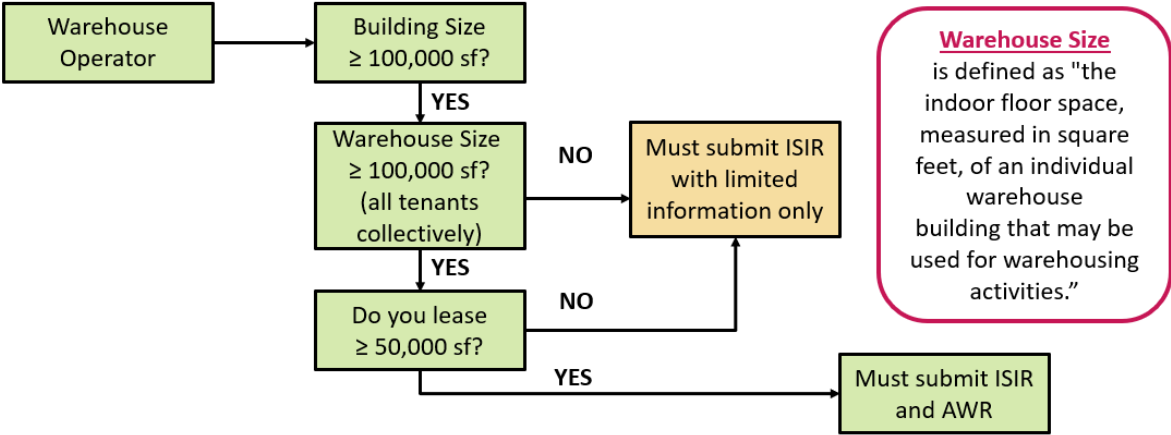 Warehouse
Operator
Building Size
≥ 100,000 sf?
YES
Warehouse Size
≥ 100,000 sf?
(all tenants
collectively)
NO
Must submit ISIR
with limited
information only
YES
Do you lease
≥ 50,000 sf?
NO
YES
Must submit ISIR
and AWR
Warehouse Size
is defined as "the
indoor floor space,
measured in square
feet, of an individual
warehouse
building that may be
used for warehousing
activities.”